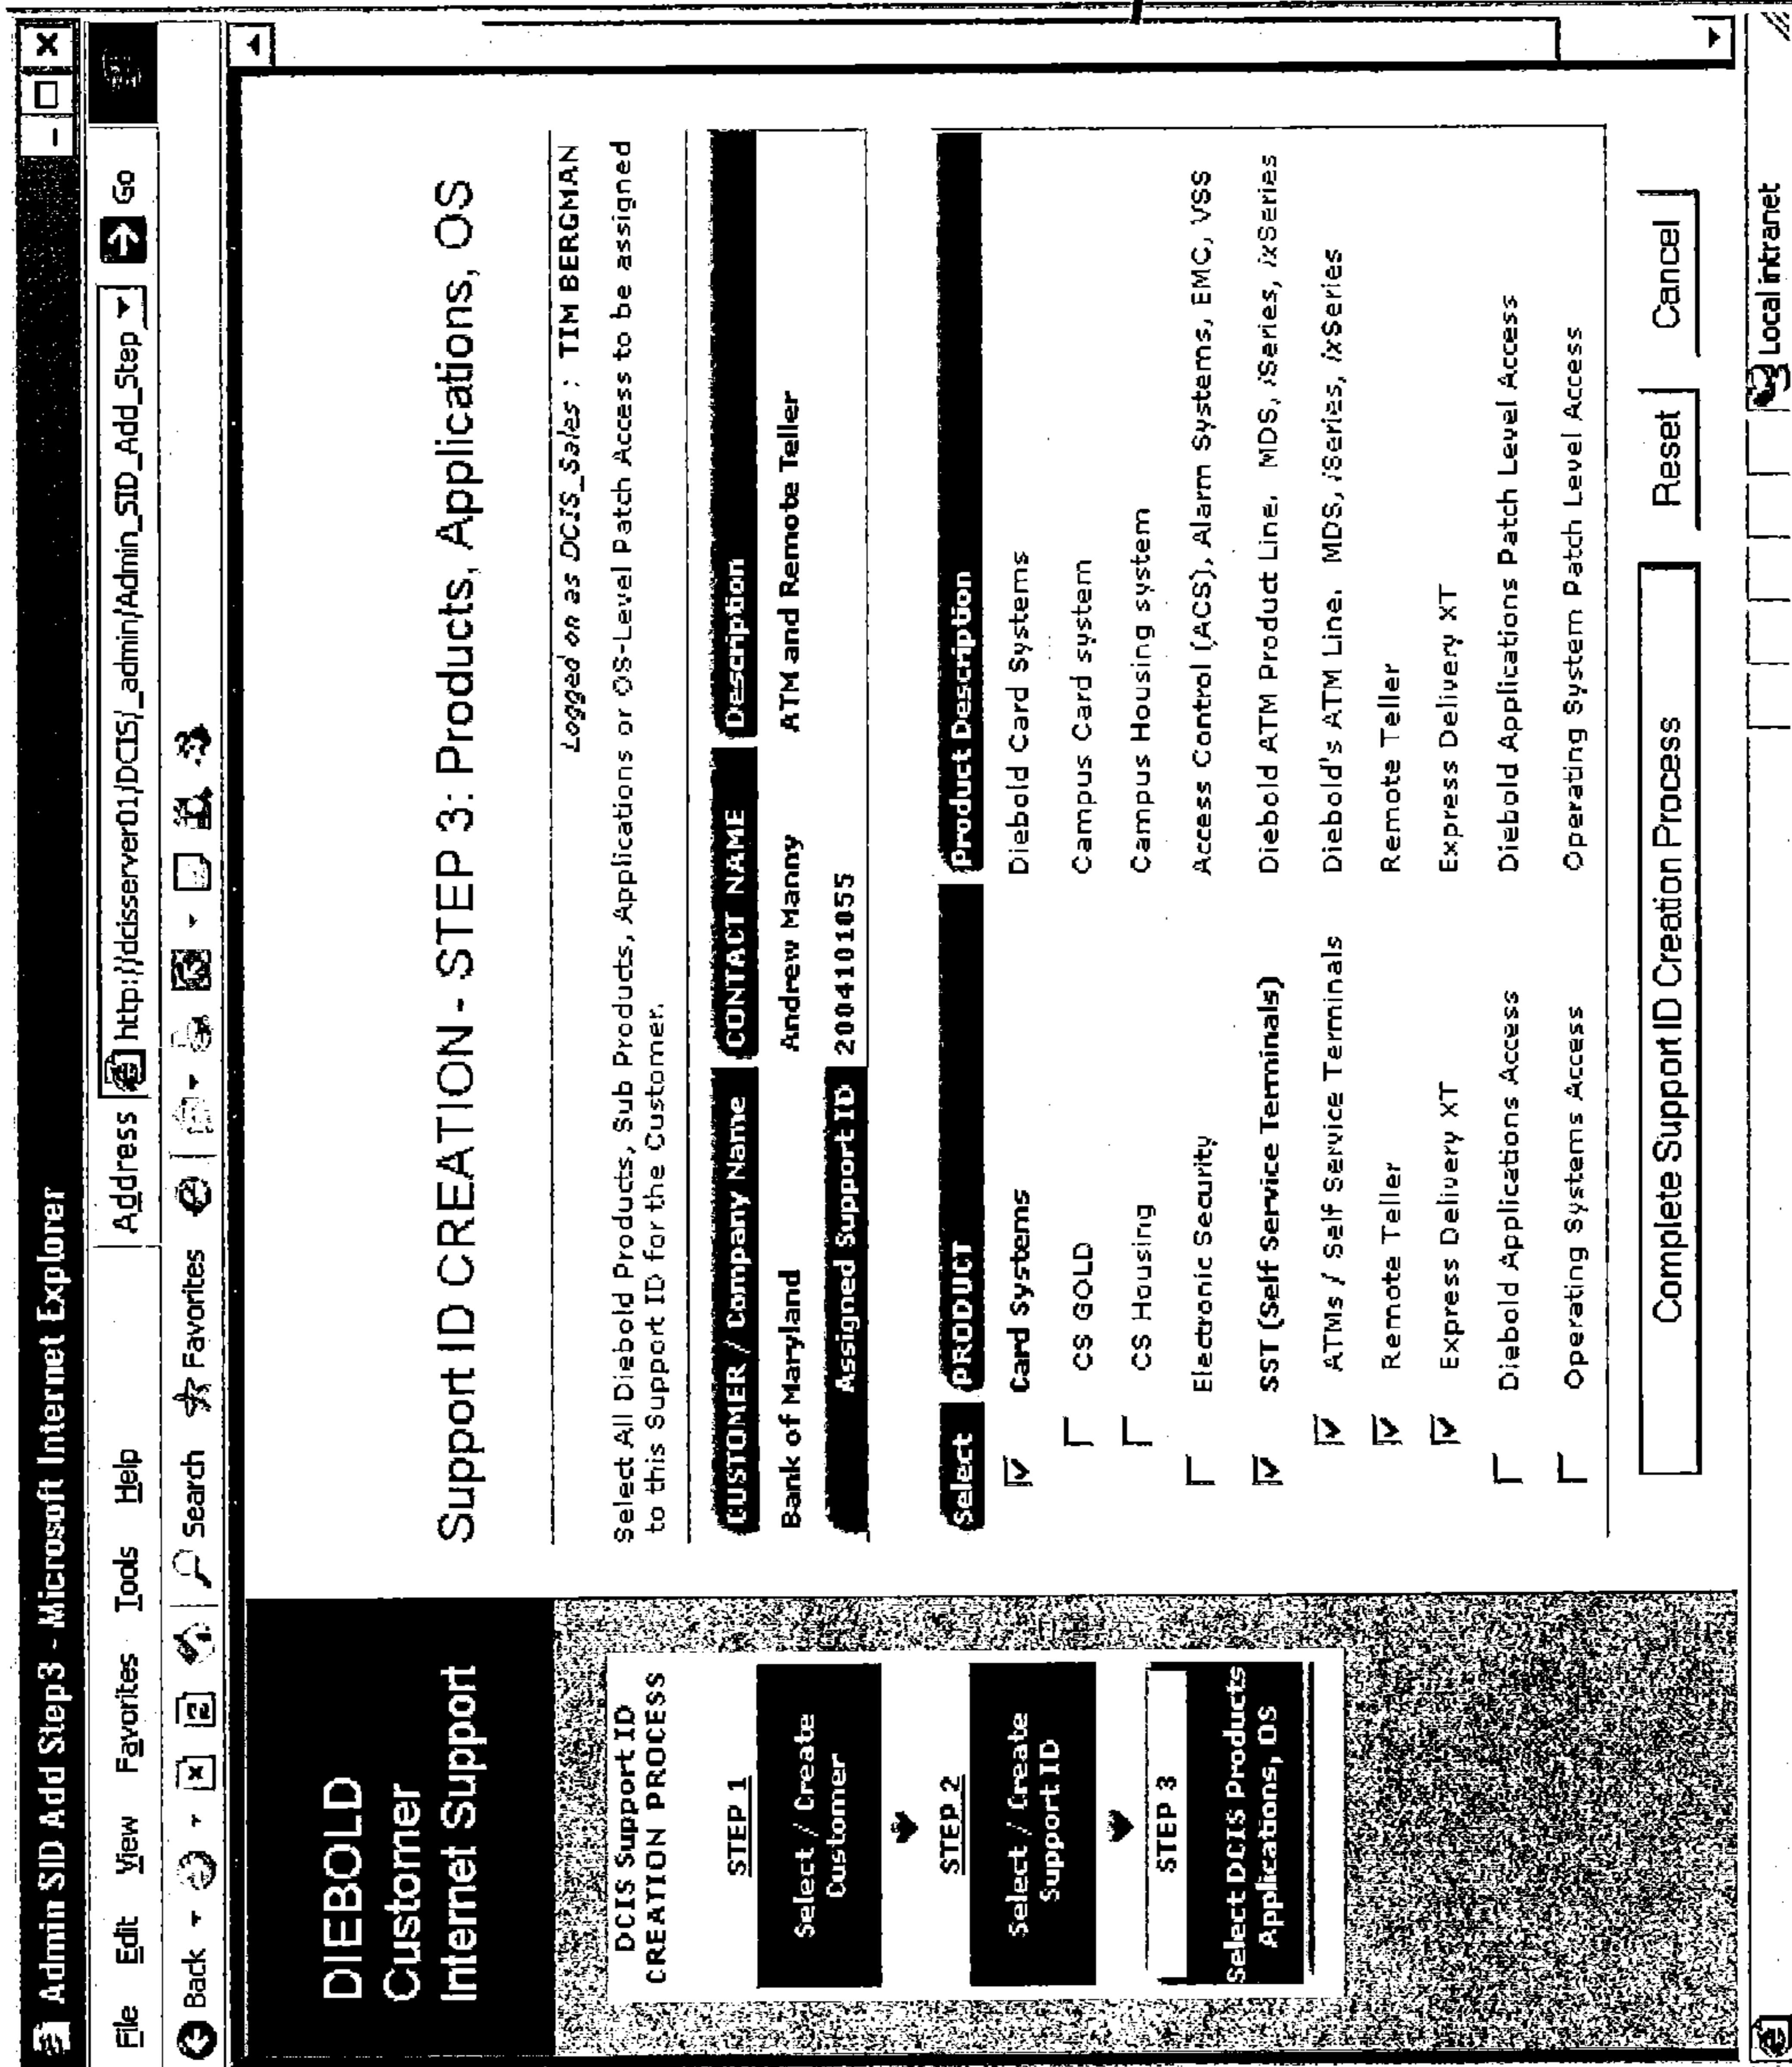 Admin SID Add Step3 - Microsoft Internet Explorer
File Edit View Favorites Tools Help
Address http://dcisserver01/DCIS/_admin/Admin_SID_Add_Step Go
Back Search Favorites
DIEBOLD
Customer
Internet Support
DCIS Support ID
CREATION PROCESS
STEP 1
Select / Create
Customer
STEP 2
Select / Create
Support ID
STEP 3
Select DCIS Products
Applications, OS
Support ID CREATION - STEP 3: Products, Applications, OS
Logged on as DCIS_Sales : TIM BERGMAN
Select All Diebold Products, Sub Products, Applications or OS-Level Patch Access to be assigned
to this Support ID for the Customer.
CUSTOMER / Company Name CONTACT NAME Description
Bank of Maryland Andrew Manny ATM and Remote Teller
Assigned Support ID 2004101055
Select PRODUCT Product Description
Card Systems Diebold Card Systems
CS GOLD Campus Card system
CS Housing Campus Housing system
Electronic Security Access Control (ACS), Alarm Systems, EMC, VSS
SST (Self Service Terminals) Diebold ATM Product Line. MDS, iSeries, ixSeries
ATMs / Self Service Terminals Diebold's ATM Line. MDS, iSeries, ixSeries
Remote Teller Remote Teller
Express Delivery XT Express Delivery XT
Diebold Applications Access Diebold Applications Patch Level Access
Operating Systems Access Operating System Patch Level Access
Complete Support ID Creation Process Reset Cancel
Local intranet